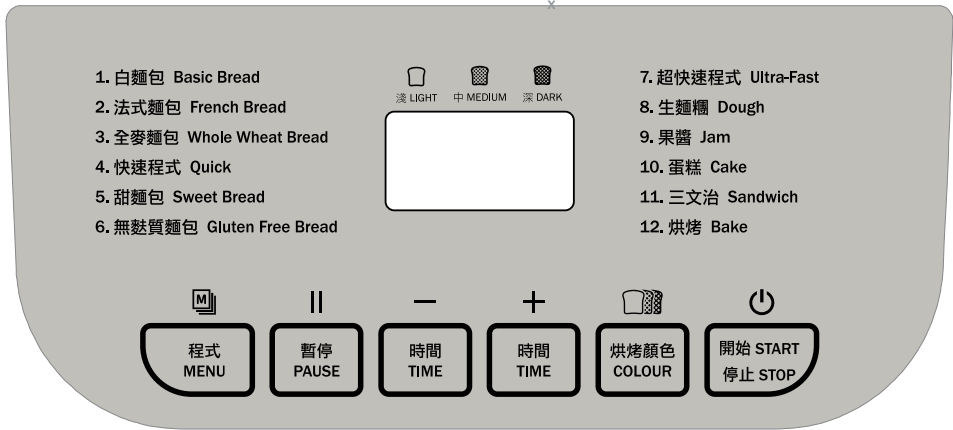 1. 白麵包 Basic Bread
2. 法式麵包 French Bread
3. 全麥麵包 Whole Wheat Bread
4. 快速程式 Quick
5. 甜麵包 Sweet Bread
6. 無麩質麵包 Gluten Free Bread
淺 LIGHT 中 MEDIUM 深 DARK
7. 超快速程式 Ultra-Fast
8. 生麵糰 Dough
9. 果醬 Jam
10. 蛋糕 Cake
11. 三文治 Sandwich
12. 烘烤 Bake
M
程式
MENU
暫停
PAUSE
時間
TIME
時間
TIME
烘烤顏色
COLOUR
開始 START
停止 STOP